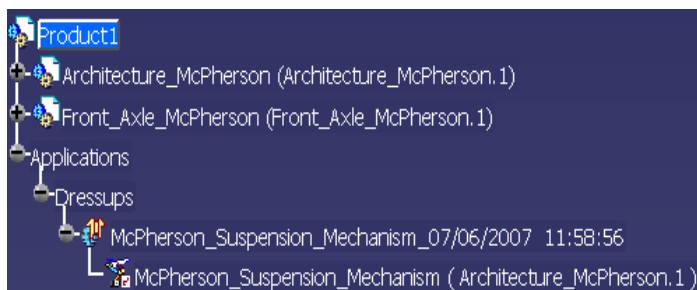 Product1
Architecture_McPherson (Architecture_McPherson.1)
Front_Axle_McPherson (Front_Axle_McPherson.1)
Applications
Dressups
McPherson_Suspension_Mechanism_07/06/2007 11:58:56
McPherson_Suspension_Mechanism ( Architecture_McPherson.1 )